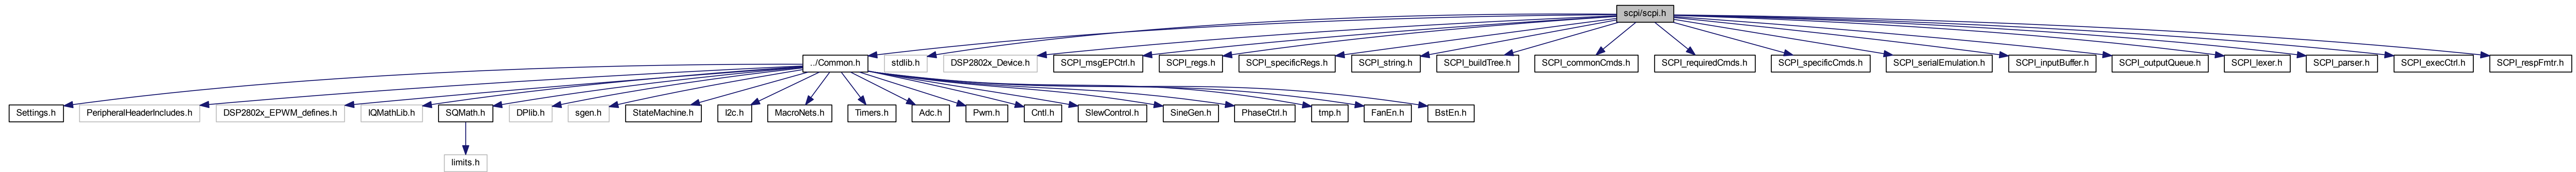 scpi/scpi.h
../Common.h
stdlib.h
DSP2802x_Device.h
SCPI_msgEPCtrl.h
SCPI_regs.h
SCPI_specificRegs.h
SCPI_string.h
SCPI_buildTree.h
SCPI_commonCmds.h
SCPI_requiredCmds.h
SCPI_specificCmds.h
SCPI_serialEmulation.h
SCPI_inputBuffer.h
SCPI_outputQueue.h
SCPI_lexer.h
SCPI_parser.h
SCPI_execCtrl.h
SCPI_respFmtr.h
Settings.h
PeripheralHeaderIncludes.h
DSP2802x_EPWM_defines.h
IQMathLib.h
SQMath.h
DPlib.h
sgen.h
StateMachine.h
I2c.h
MacroNets.h
Timers.h
Adc.h
Pwm.h
Cntl.h
SlewControl.h
SineGen.h
PhaseCtrl.h
tmp.h
FanEn.h
BstEn.h
limits.h